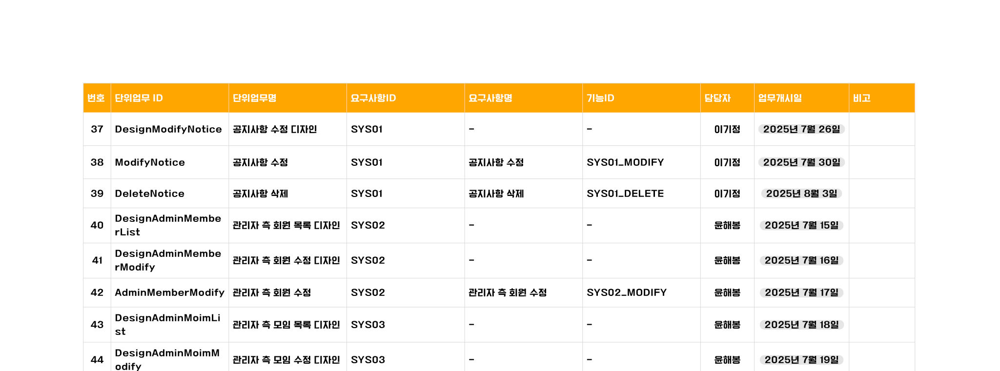 번호 단위업무 ID 단위업무명 요구사항ID 요구사항명 기능ID 담당자 업무개시일 비고
37 DesignModifyNotice 공지사항 수정 디자인 SYS01 - - 이기정 2025년 7월 26일
38 ModifyNotice 공지사항 수정 SYS01 공지사항 수정 SYS01_MODIFY 이기정 2025년 7월 30일
39 DeleteNotice 공지사항 삭제 SYS01 공지사항 삭제 SYS01_DELETE 이기정 2025년 8월 3일
40 DesignAdminMembe
rList 관리자 측 회원 목록 디자인 SYS02 - - 윤해봉 2025년 7월 15일
41 DesignAdminMembe
rModify 관리자 측 회원 수정 디자인 SYS02 - - 윤해봉 2025년 7월 16일
42 AdminMemberModify 관리자 측 회원 수정 SYS02 관리자 측 회원 수정 SYS02_MODIFY 윤해봉 2025년 7월 17일
43 DesignAdminMoimLi
st 관리자 측 모임 목록 디자인 SYS03 - - 윤해봉 2025년 7월 18일
44 DesignAdminMoimM
odify 관리자 측 모임 수정 디자인 SYS03 - - 윤해봉 2025년 7월 19일